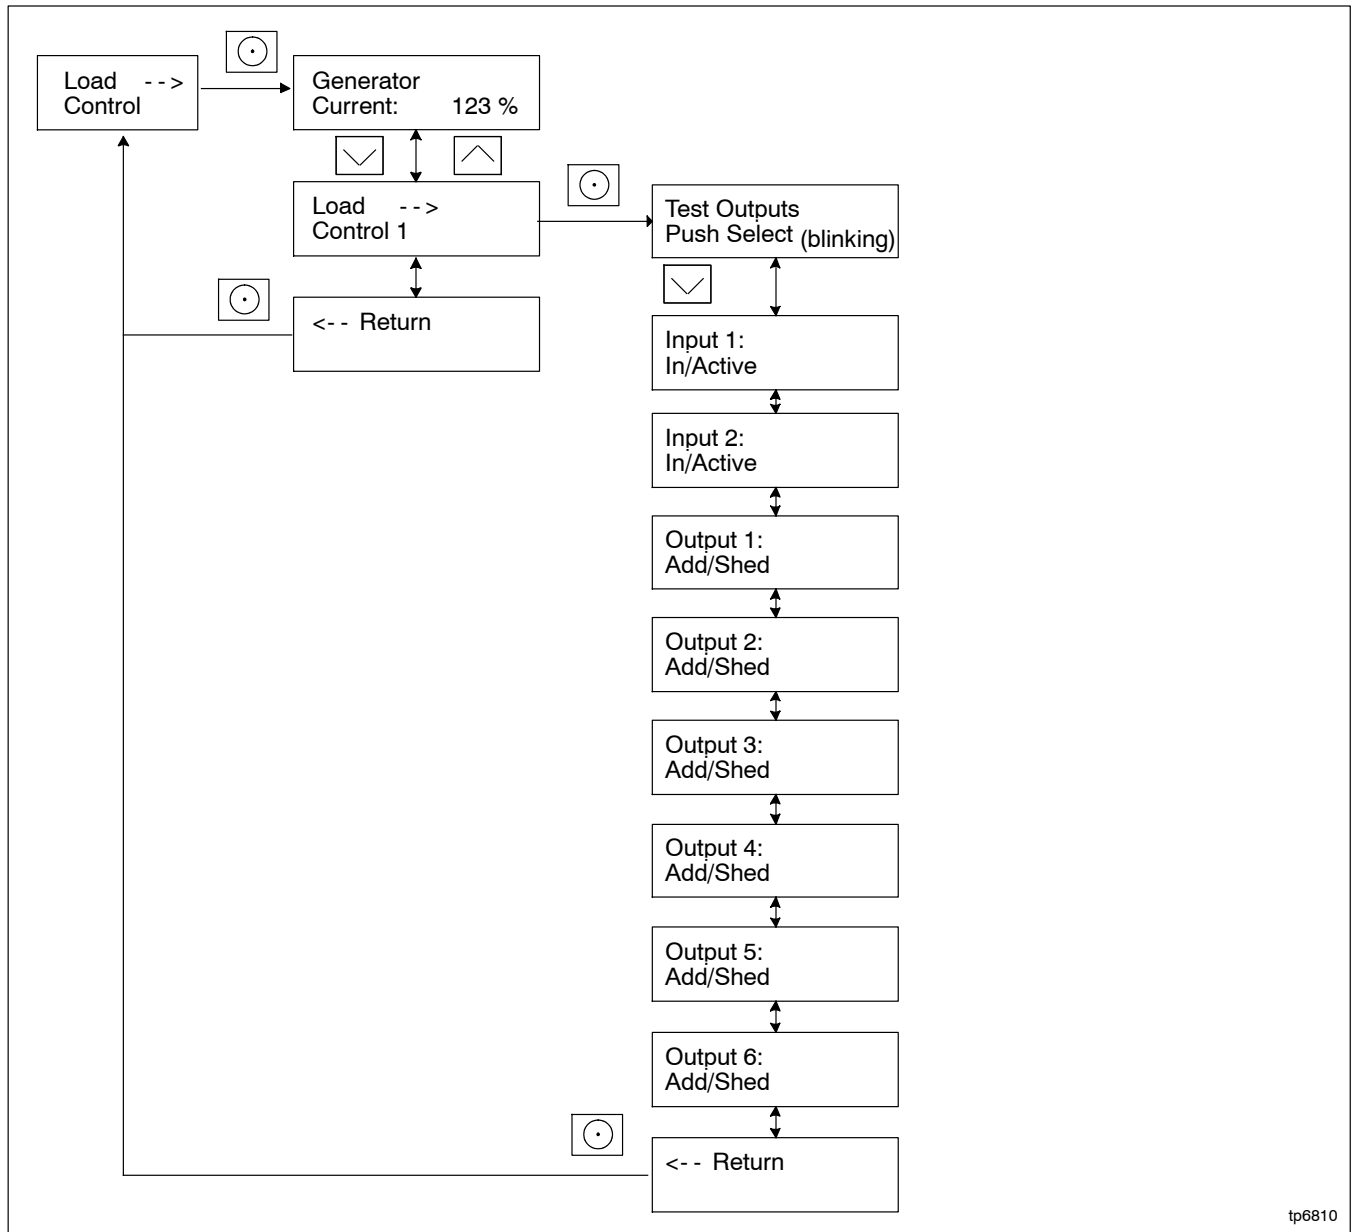 Load - - >
Control
Generator
Current: 123 %
Load - - >
Control 1
<- - Return
Test Outputs
Push Select (blinking)
Input 1:
In/Active
Input 2:
In/Active
Output 1:
Add/Shed
Output 2:
Add/Shed
Output 3:
Add/Shed
Output 4:
Add/Shed
Output 5:
Add/Shed
Output 6:
Add/Shed
<- - Return
tp6810